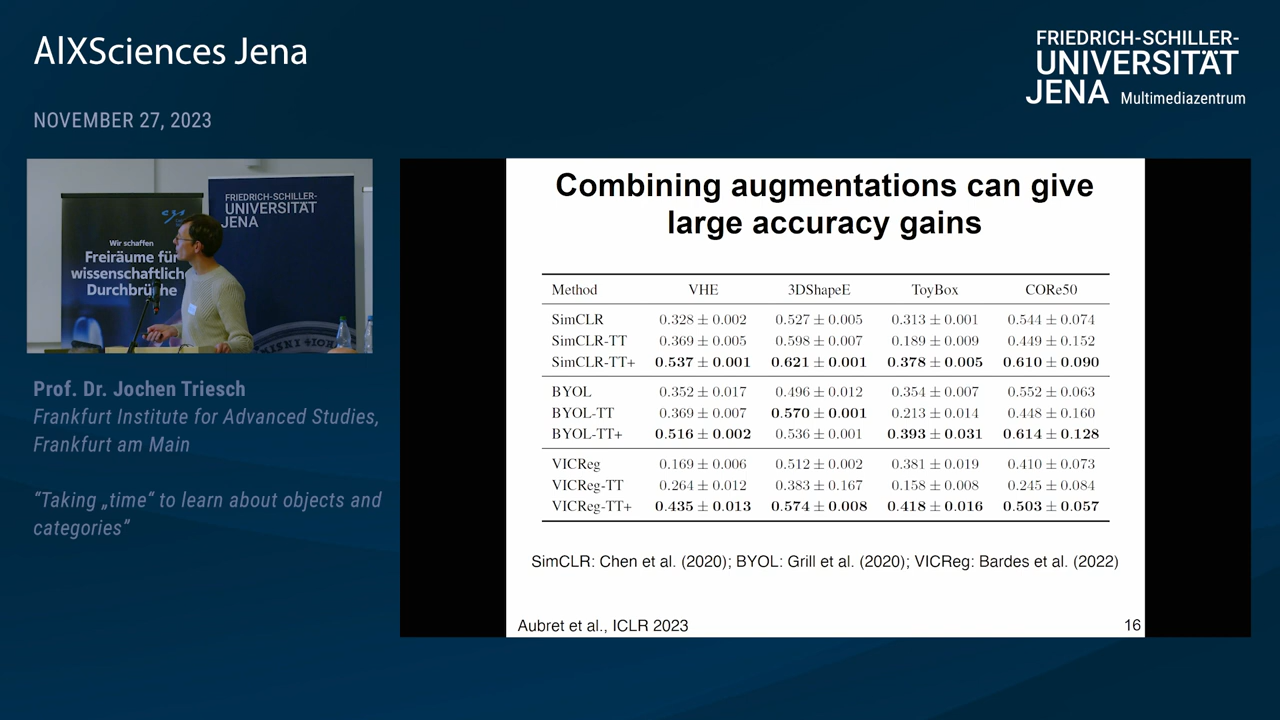 AIXSciences Jena
FRIEDRICH-SCHILLER-
UNIVERSITÄT
JENA Multimediazentrum
NOVEMBER 27, 2023
FRIEDRICH-SCHILLER-
UNIVERSITÄT
JENA
Wir schaffen
Freiräume für
wissenschaftliche
Durchbrüche
Prof. Dr. Jochen Triesch
Frankfurt Institute for Advanced Studies,
Frankfurt am Main
“Taking „time“ to learn about objects and
categories”
Combining augmentations can give
large accuracy gains
Method VHE 3DShapeE ToyBox CORe50
SimCLR 0.328 ± 0.002 0.527 ± 0.005 0.313 ± 0.001 0.544 ± 0.074
SimCLR-TT 0.369 ± 0.005 0.598 ± 0.007 0.189 ± 0.009 0.449 ± 0.152
SimCLR-TT+ 0.537 ± 0.001 0.621 ± 0.001 0.378 ± 0.005 0.610 ± 0.090
BYOL 0.352 ± 0.017 0.496 ± 0.012 0.354 ± 0.007 0.552 ± 0.063
BYOL-TT 0.369 ± 0.007 0.570 ± 0.001 0.213 ± 0.014 0.448 ± 0.160
BYOL-TT+ 0.516 ± 0.002 0.536 ± 0.001 0.393 ± 0.031 0.614 ± 0.128
VICReg 0.169 ± 0.006 0.512 ± 0.002 0.381 ± 0.019 0.410 ± 0.073
VICReg-TT 0.264 ± 0.012 0.383 ± 0.167 0.158 ± 0.008 0.245 ± 0.084
VICReg-TT+ 0.435 ± 0.013 0.574 ± 0.008 0.418 ± 0.016 0.503 ± 0.057
SimCLR: Chen et al. (2020); BYOL: Grill et al. (2020); VICReg: Bardes et al. (2022)
Aubret et al., ICLR 2023
16